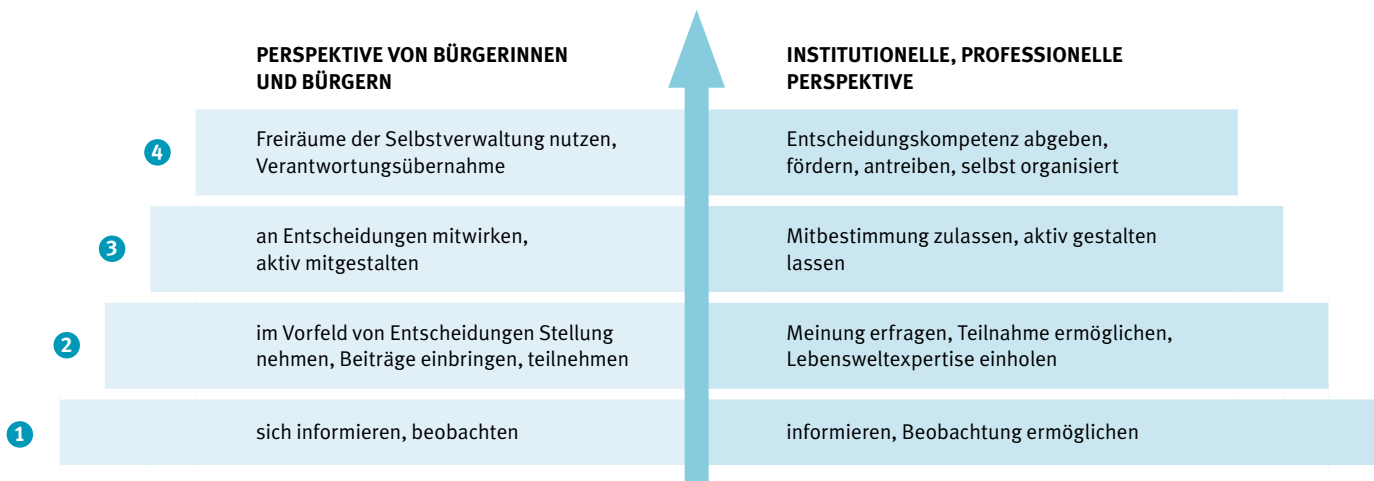 PERSPEKTIVE VON BÜRGERINNEN
UND BÜRGERN
INSTITUTIONELLE, PROFESSIONELLE
PERSPEKTIVE
4
Freiräume der Selbstverwaltung nutzen,
Verantwortungsübernahme
Entscheidungskompetenz abgeben,
fördern, antreiben, selbst organisiert
3
an Entscheidungen mitwirken,
aktiv mitgestalten
Mitbestimmung zulassen, aktiv gestalten
lassen
2
im Vorfeld von Entscheidungen Stellung
nehmen, Beiträge einbringen, teilnehmen
Meinung erfragen, Teilnahme ermöglichen,
Lebensweltexpertise einholen
1
sich informieren, beobachten
informieren, Beobachtung ermöglichen